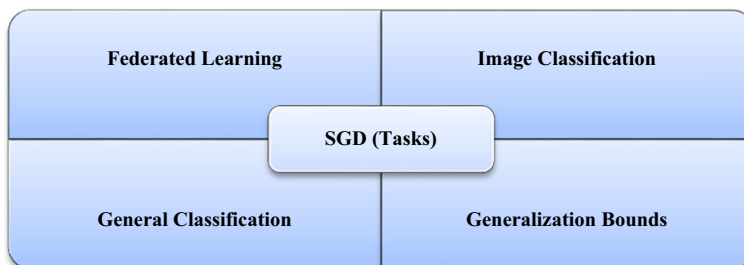 Federated Learning
Image Classification
SGD (Tasks)
General Classification
Generalization Bounds